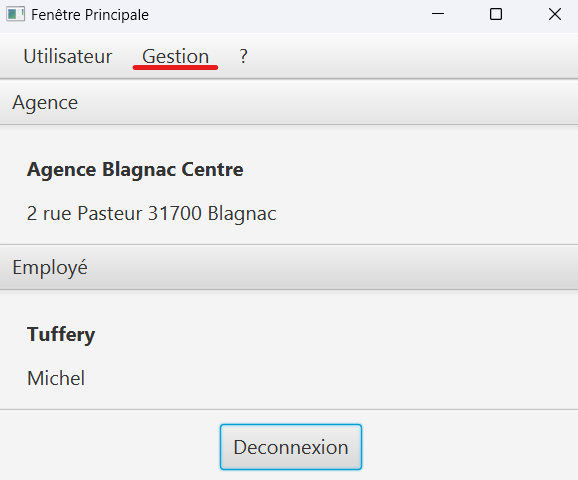 Fenêtre Principale
Utilisateur Gestion ?
Agence
Agence Blagnac Centre
2 rue Pasteur 31700 Blagnac
Employé
Tuffery
Michel
Deconnexion